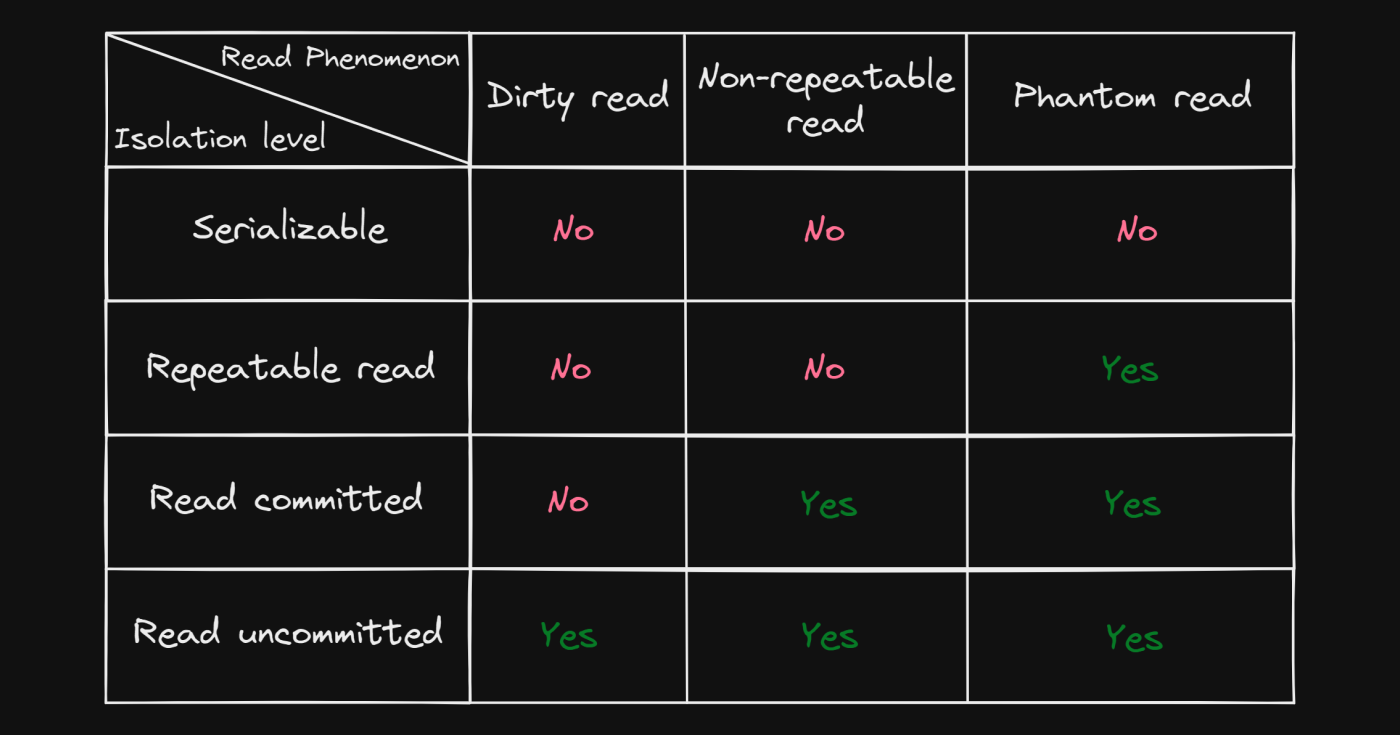 Read Phenomenon
Isolation level
Dirty read
Non-repeatable
read
Phantom read
Serializable
No
No
No
Repeatable read
No
No
Yes
Read committed
No
Yes
Yes
Read uncommitted
Yes
Yes
Yes